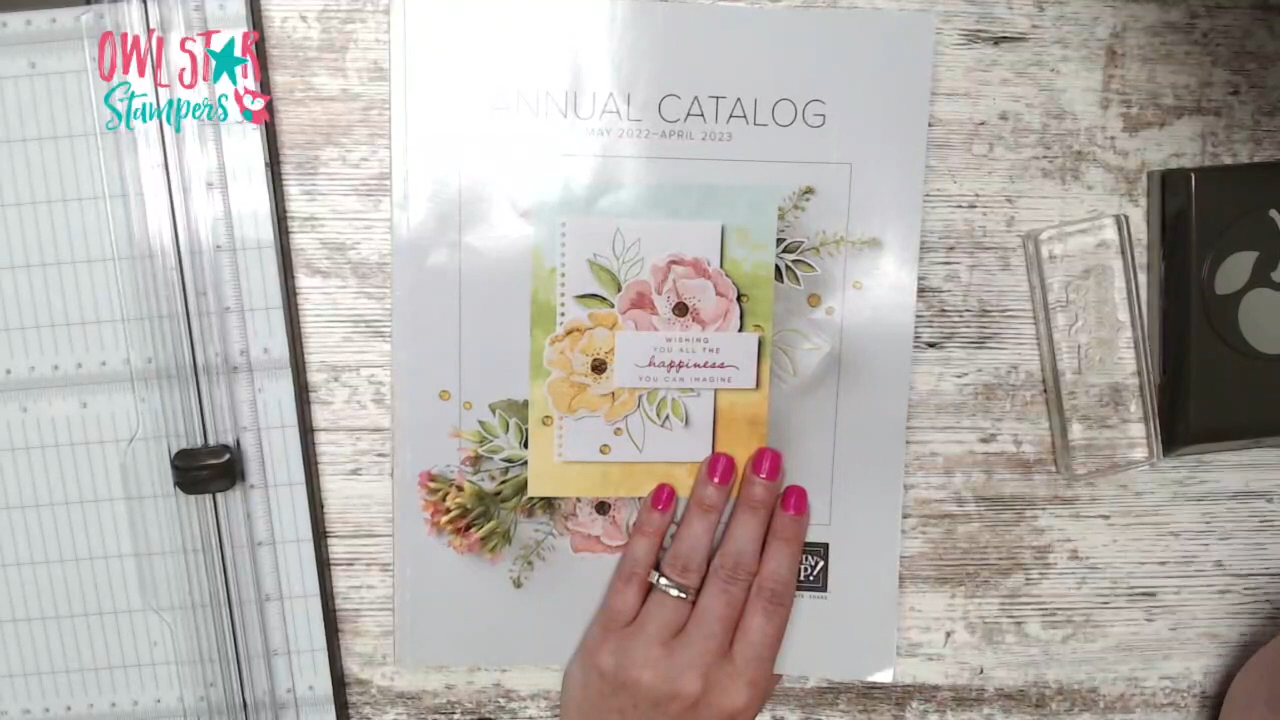 OWL STAR
Stampers
ANNUAL CATALOG
MAY 2022–APRIL 2023
WISHING
YOU ALL THE
happiness
YOU CAN IMAGINE